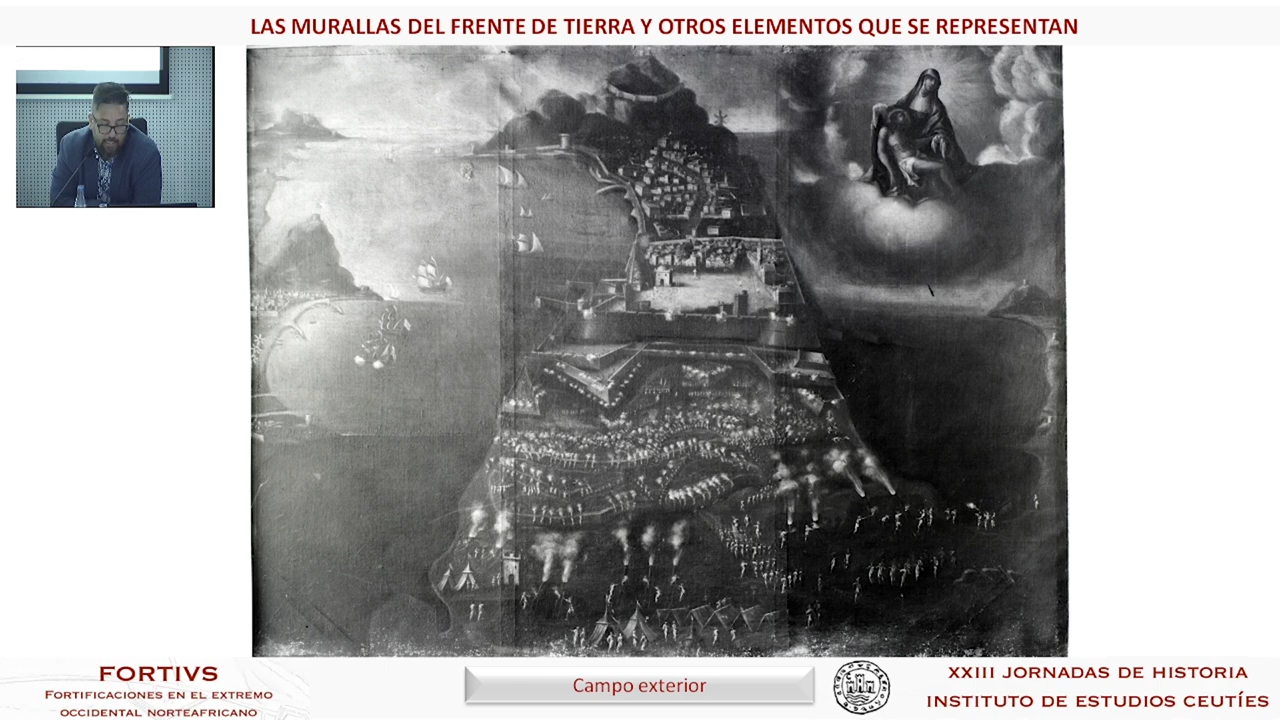 LAS MURALLAS DEL FRENTE DE TIERRA Y OTROS ELEMENTOS QUE SE REPRESENTAN
FORTIVS
FORTIFICACIONES EN EL EXTREMO
OCCIDENTAL NORTEAFRICANO
Campo exterior
XXIII JORNADAS DE HISTORIA
INSTITUTO DE ESTUDIOS CEUTÍES